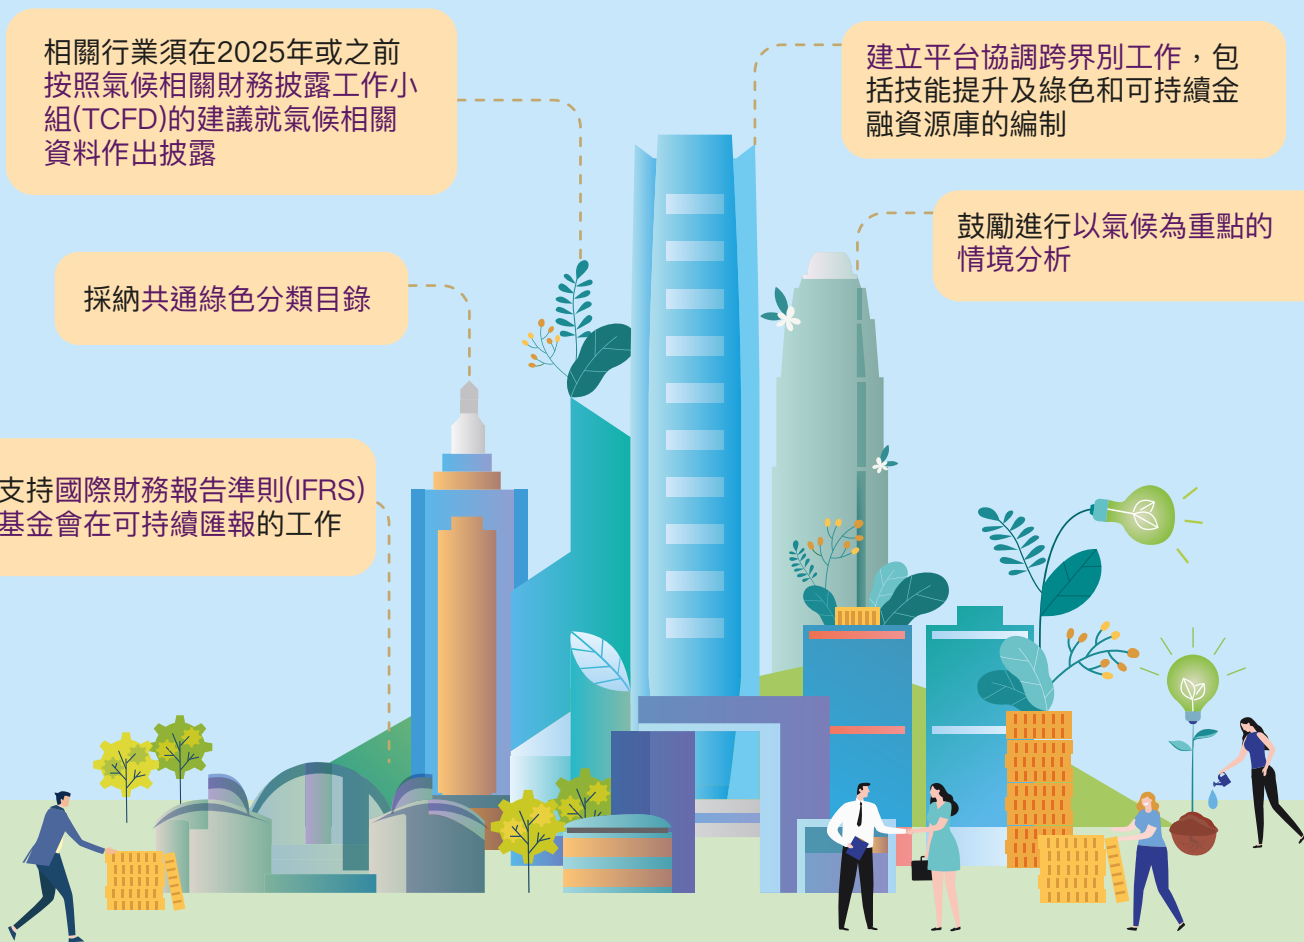 相關行業須在2025年或之前
按照氣候相關財務披露工作小
組(TCFD)的建議就氣候相關
資料作出披露
建立平台協調跨界別工作，包
括技能提升及綠色和可持續金
融資源庫的編制
鼓勵進行以氣候為重點的
情境分析
採納共通綠色分類目錄
支持國際財務報告準則(IFRS)
基金會在可持續匯報的工作